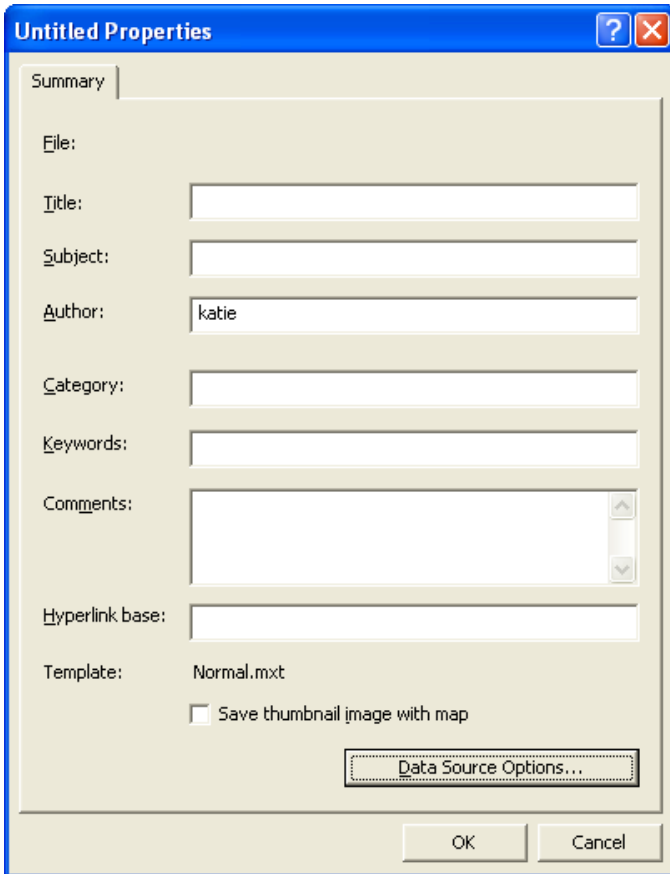 Untitled Properties
Summary
File:
Title:
Subject:
Author: katie
Category:
Keywords:
Comments:
Hyperlink base:
Template: Normal.mxt
Save thumbnail image with map
Data Source Options...
OK Cancel